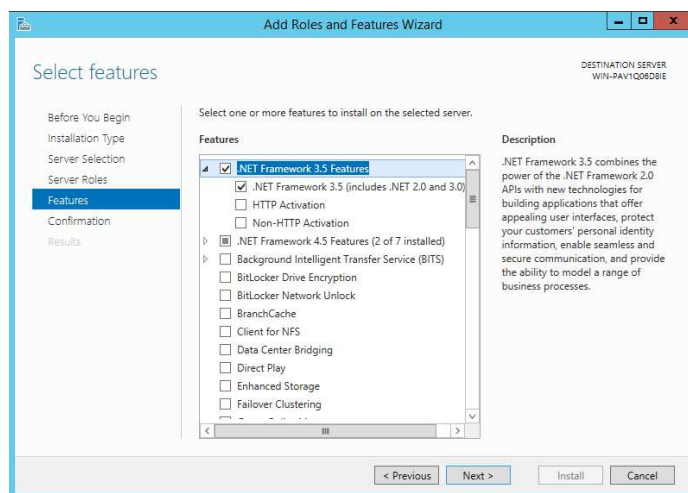 Add Roles and Features Wizard
Select features
DESTINATION SERVER
WIN-PAV1Q06D8IE
Before You Begin
Installation Type
Server Selection
Server Roles
Features
Confirmation
Results
Select one or more features to install on the selected server.
Features
.NET Framework 3.5 Features
.NET Framework 3.5 (includes .NET 2.0 and 3.0)
HTTP Activation
Non-HTTP Activation
.NET Framework 4.5 Features (2 of 7 installed)
Background Intelligent Transfer Service (BITS)
BitLocker Drive Encryption
BitLocker Network Unlock
BranchCache
Client for NFS
Data Center Bridging
Direct Play
Enhanced Storage
Failover Clustering
Description
.NET Framework 3.5 combines the
power of the .NET Framework 2.0
APIs with new technologies for
building applications that offer
appealing user interfaces, protect
your customers' personal identity
information, enable seamless and
secure communication, and provide
the ability to model a range of
business processes.
< Previous
Next >
Install
Cancel